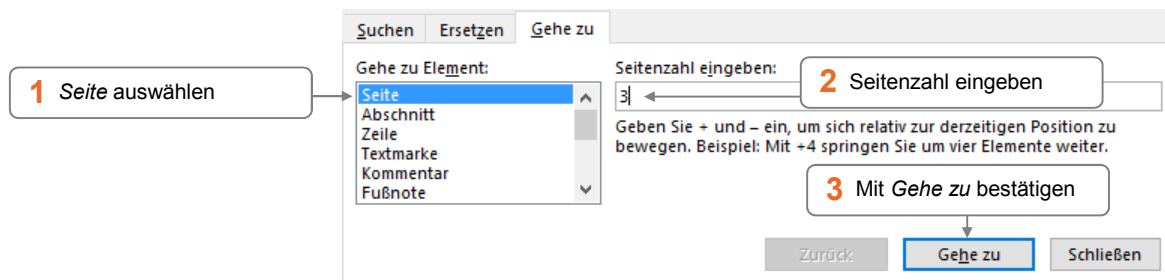 Suchen Ersetzen Gehe zu
Gehe zu Element: Seitenzahl eingeben:
1 Seite auswählen
Seite
3
2 Seitenzahl eingeben
Abschnitt
Zeile
Textmarke
Kommentar
Fußnote
Geben Sie + und – ein, um sich relativ zur derzeitigen Position zu
bewegen. Beispiel: Mit +4 springen Sie um vier Elemente weiter.
3 Mit Gehe zu bestätigen
Zurück Gehe zu Schließen